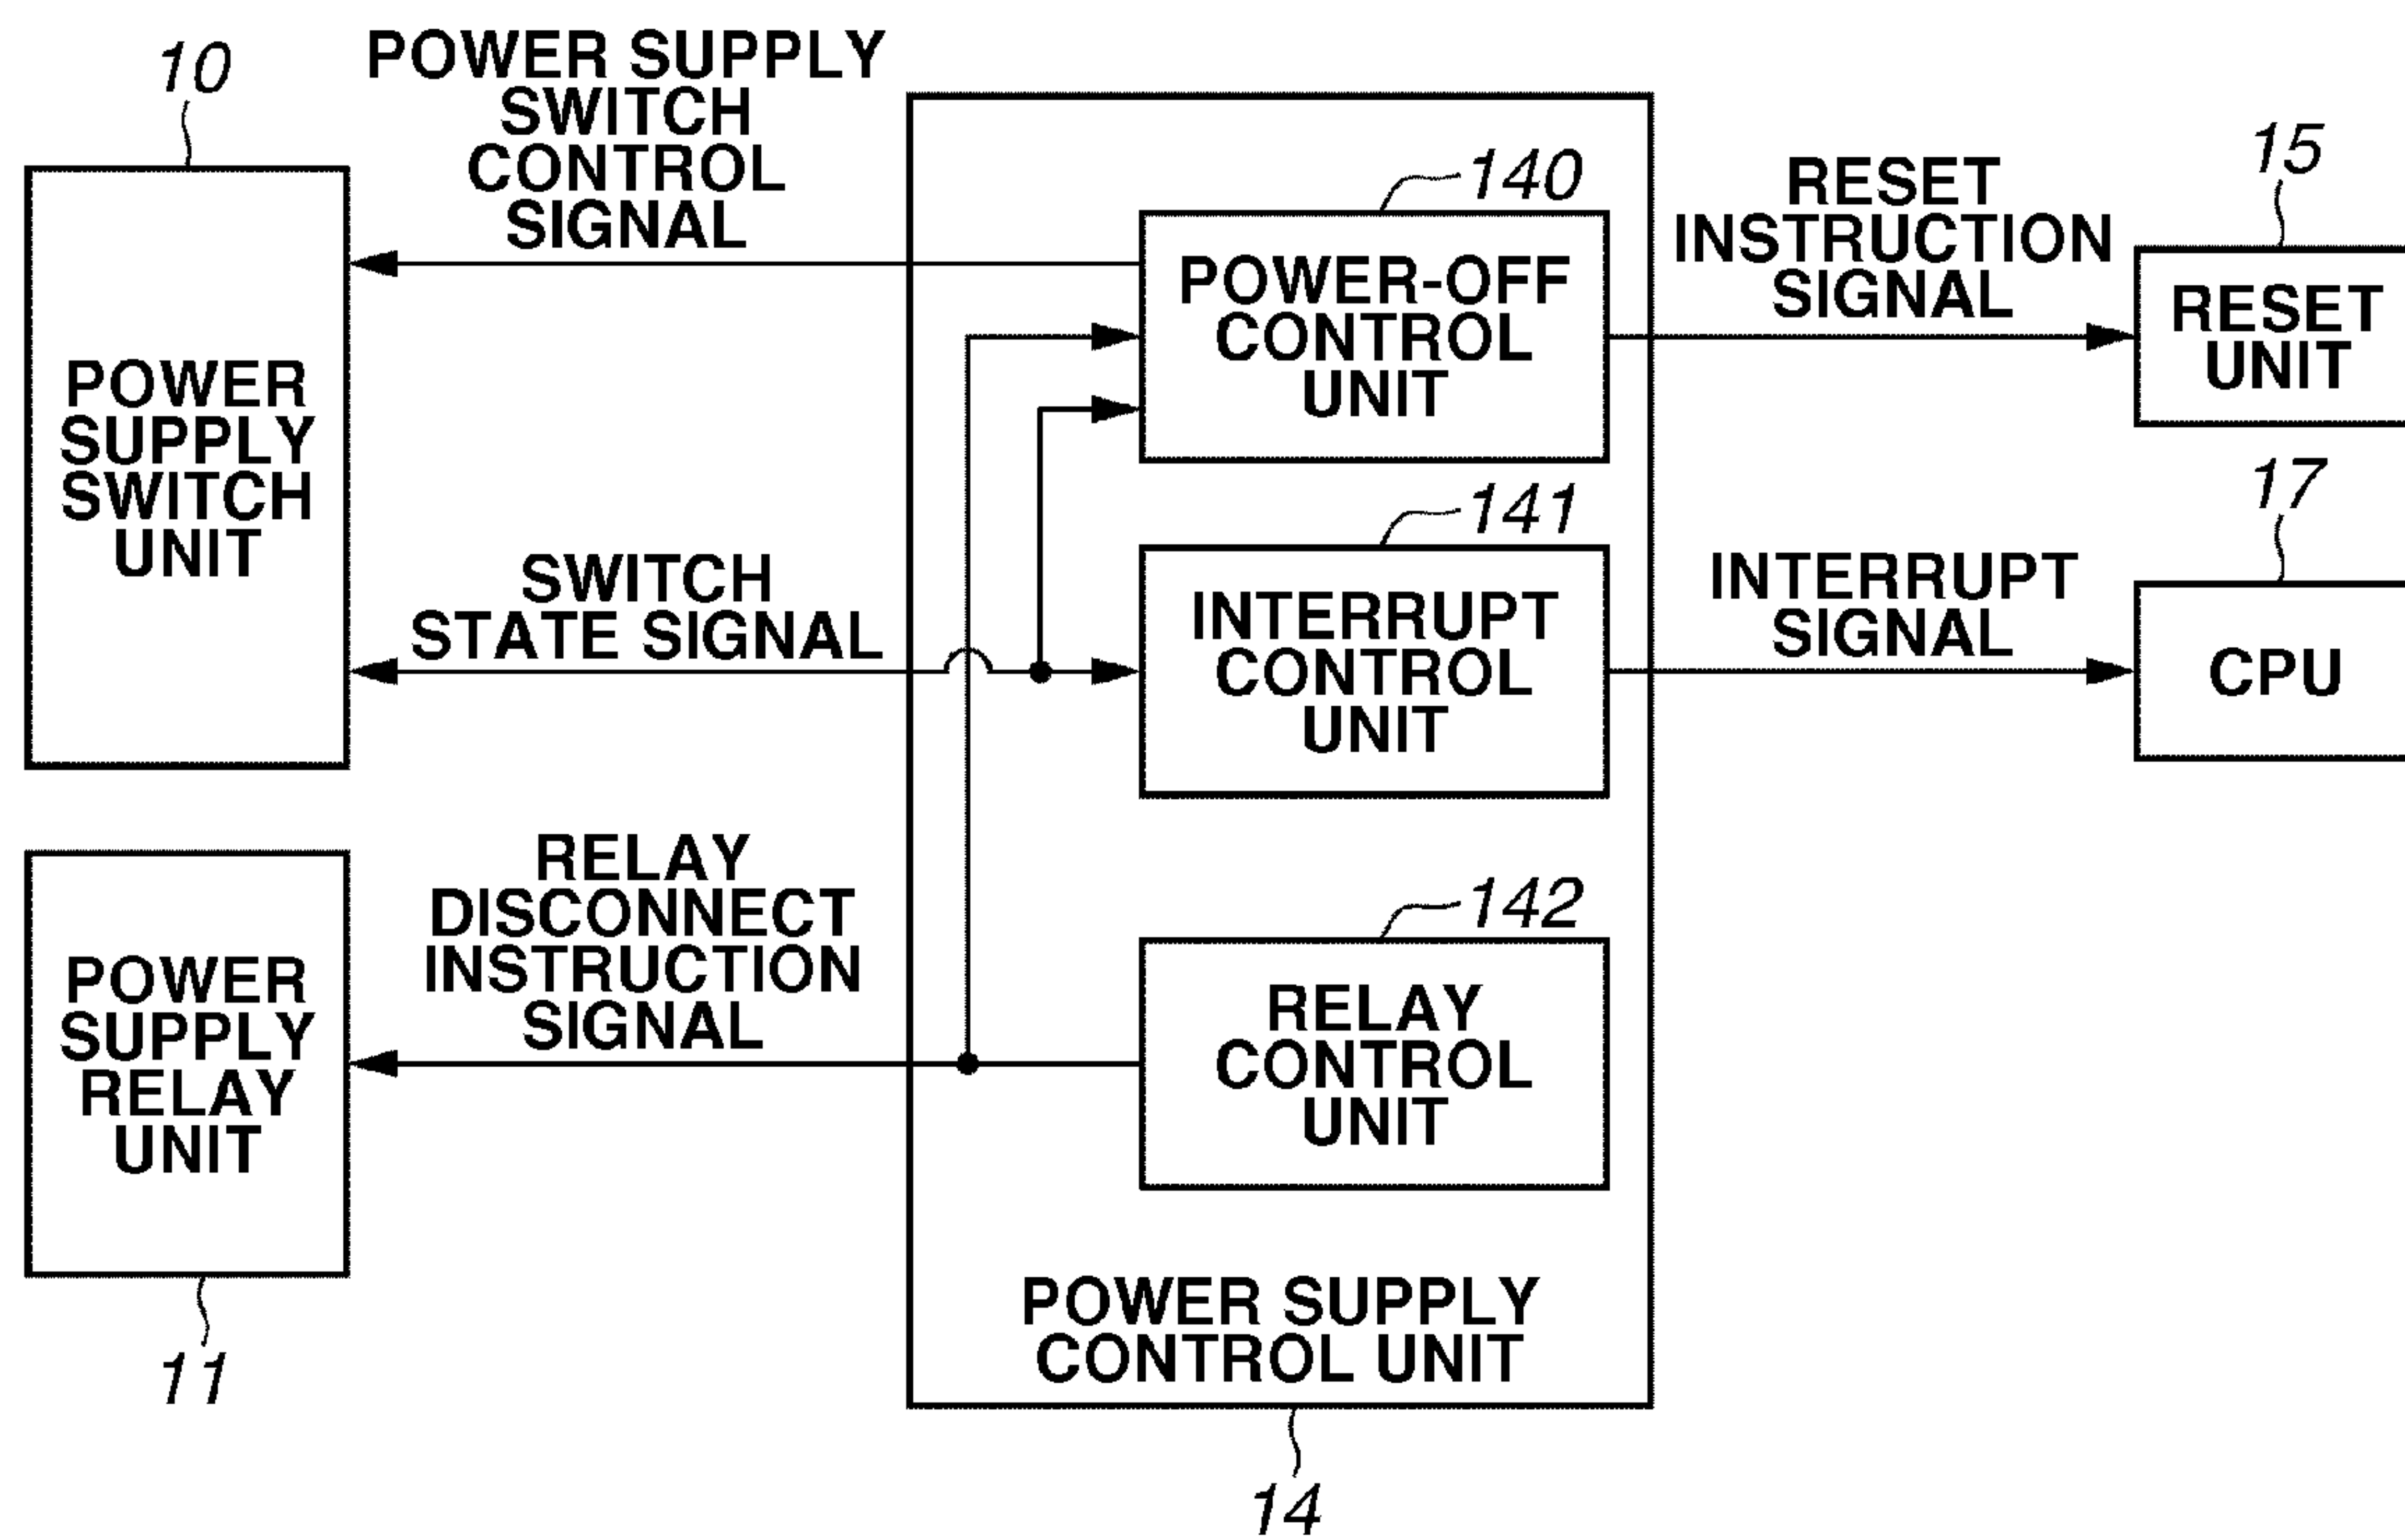 10
POWER SUPPLY
SWITCH
CONTROL
SIGNAL
140
RESET
INSTRUCTION
SIGNAL
15
POWER
SUPPLY
SWITCH
UNIT
POWER-OFF
CONTROL
UNIT
RESET
UNIT
SWITCH
STATE SIGNAL
141
INTERRUPT
CONTROL
UNIT
INTERRUPT
SIGNAL
17
CPU
RELAY
DISCONNECT
INSTRUCTION
SIGNAL
142
POWER
SUPPLY
RELAY
UNIT
RELAY
CONTROL
UNIT
11
POWER SUPPLY
CONTROL UNIT
14